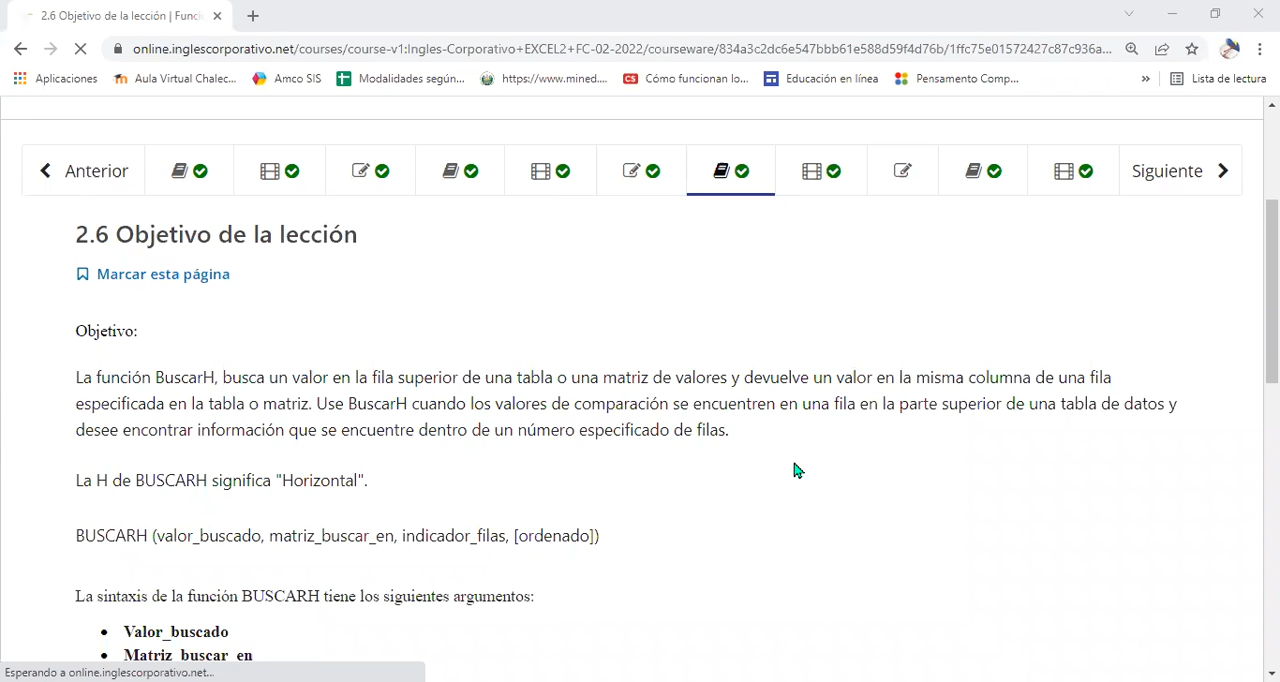 2.6 Objetivo de la lección | Func
online.inglescorporativo.net/courses/course-v1:Ingles-Corporativo+EXCEL2+FC-02-2022/courseware/834a3c2dc6e547bbb61e588d59f4d76b/1ffc75e01572427c87c936a...
Aplicaciones Aula Virtual Chalec... Amco SIS Modalidades según... https://www.mined.... CS Cómo funcionan lo... Educación en línea Pensamento Comp... » Lista de lectura
Anterior Siguiente
2.6 Objetivo de la lección
Marcar esta página
Objetivo:
La función BuscarH, busca un valor en la fila superior de una tabla o una matriz de valores y devuelve un valor en la misma columna de una fila
especificada en la tabla o matriz. Use BuscarH cuando los valores de comparación se encuentren en una fila en la parte superior de una tabla de datos y
desee encontrar información que se encuentre dentro de un número especificado de filas.
La H de BUSCARH significa "Horizontal".
BUSCARH (valor_buscado, matriz_buscar_en, indicador_filas, [ordenado])
La sintaxis de la función BUSCARH tiene los siguientes argumentos:
• Valor_buscado
• Matriz_buscar_en
Esperando a online.inglescorporativo.net...